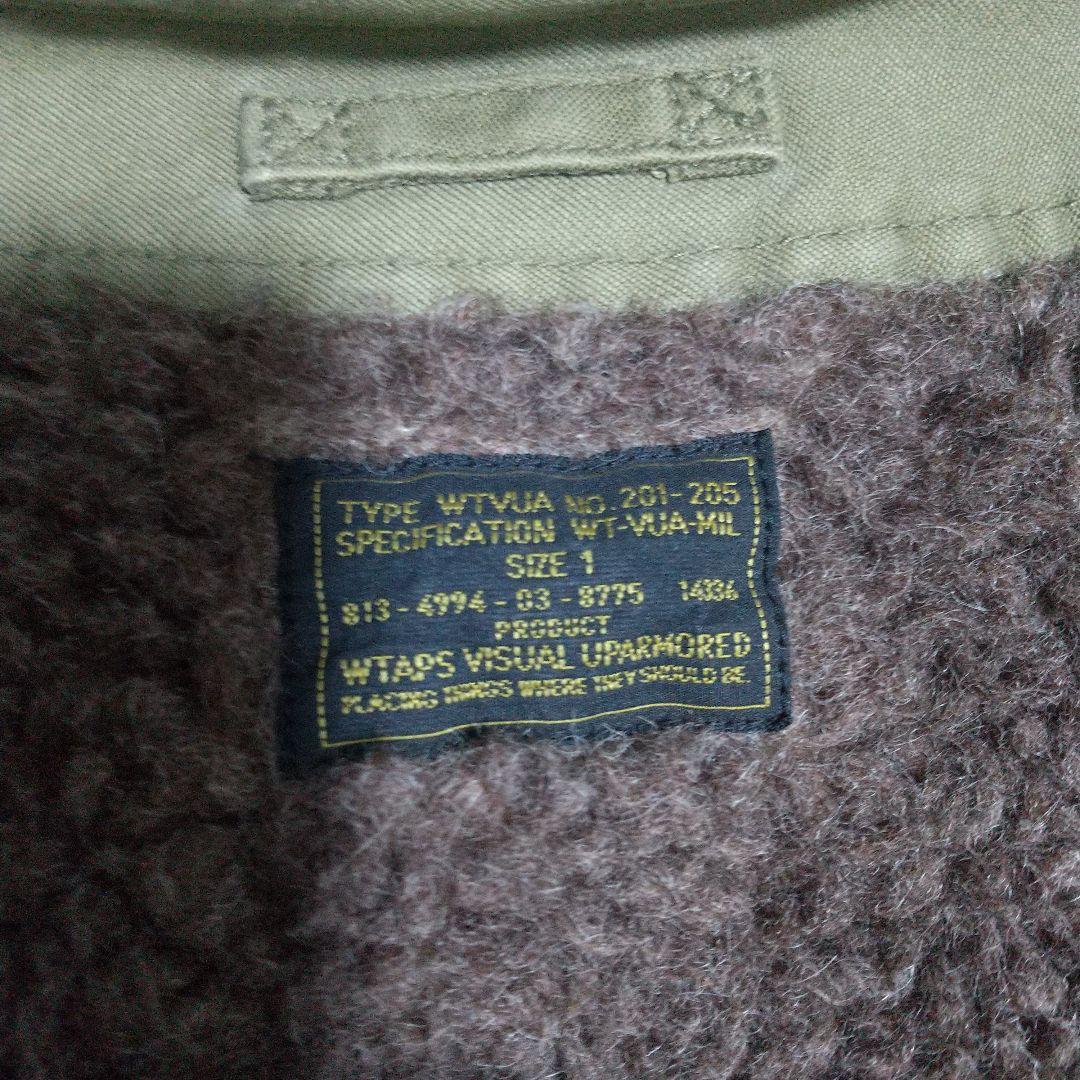 TYPE WTVUA NO. 201-205
SPECIFICATION WT-VUA-MIL
SIZE 1
813-4994-03-8775 14336
PRODUCT
WTAPS VISUAL UPARMORED
PLACING THINGS WHERE THEY SHOULD BE.